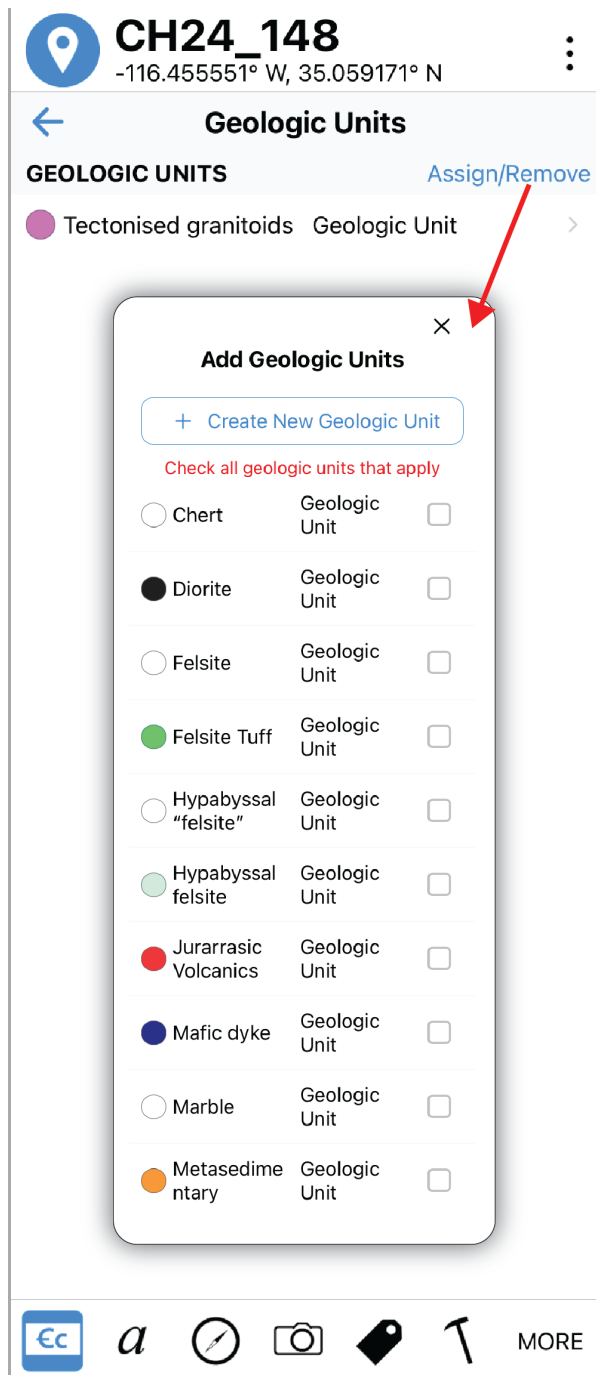 CH24_148
-116.455551° W, 35.059171° N
Geologic Units
GEOLOGIC UNITS Assign/Remove
Tectonised granitoids Geologic Unit
Add Geologic Units
+ Create New Geologic Unit
Check all geologic units that apply
Chert Geologic
Unit
Diorite Geologic
Unit
Felsite Geologic
Unit
Felsite Tuff Geologic
Unit
Hypabyssal Geologic
“felsite” Unit
Hypabyssal Geologic
felsite Unit
Jurarrasic Geologic
Volcanics Unit
Mafic dyke Geologic
Unit
Marble Geologic
Unit
Metasedime Geologic
ntary Unit
€c a MORE